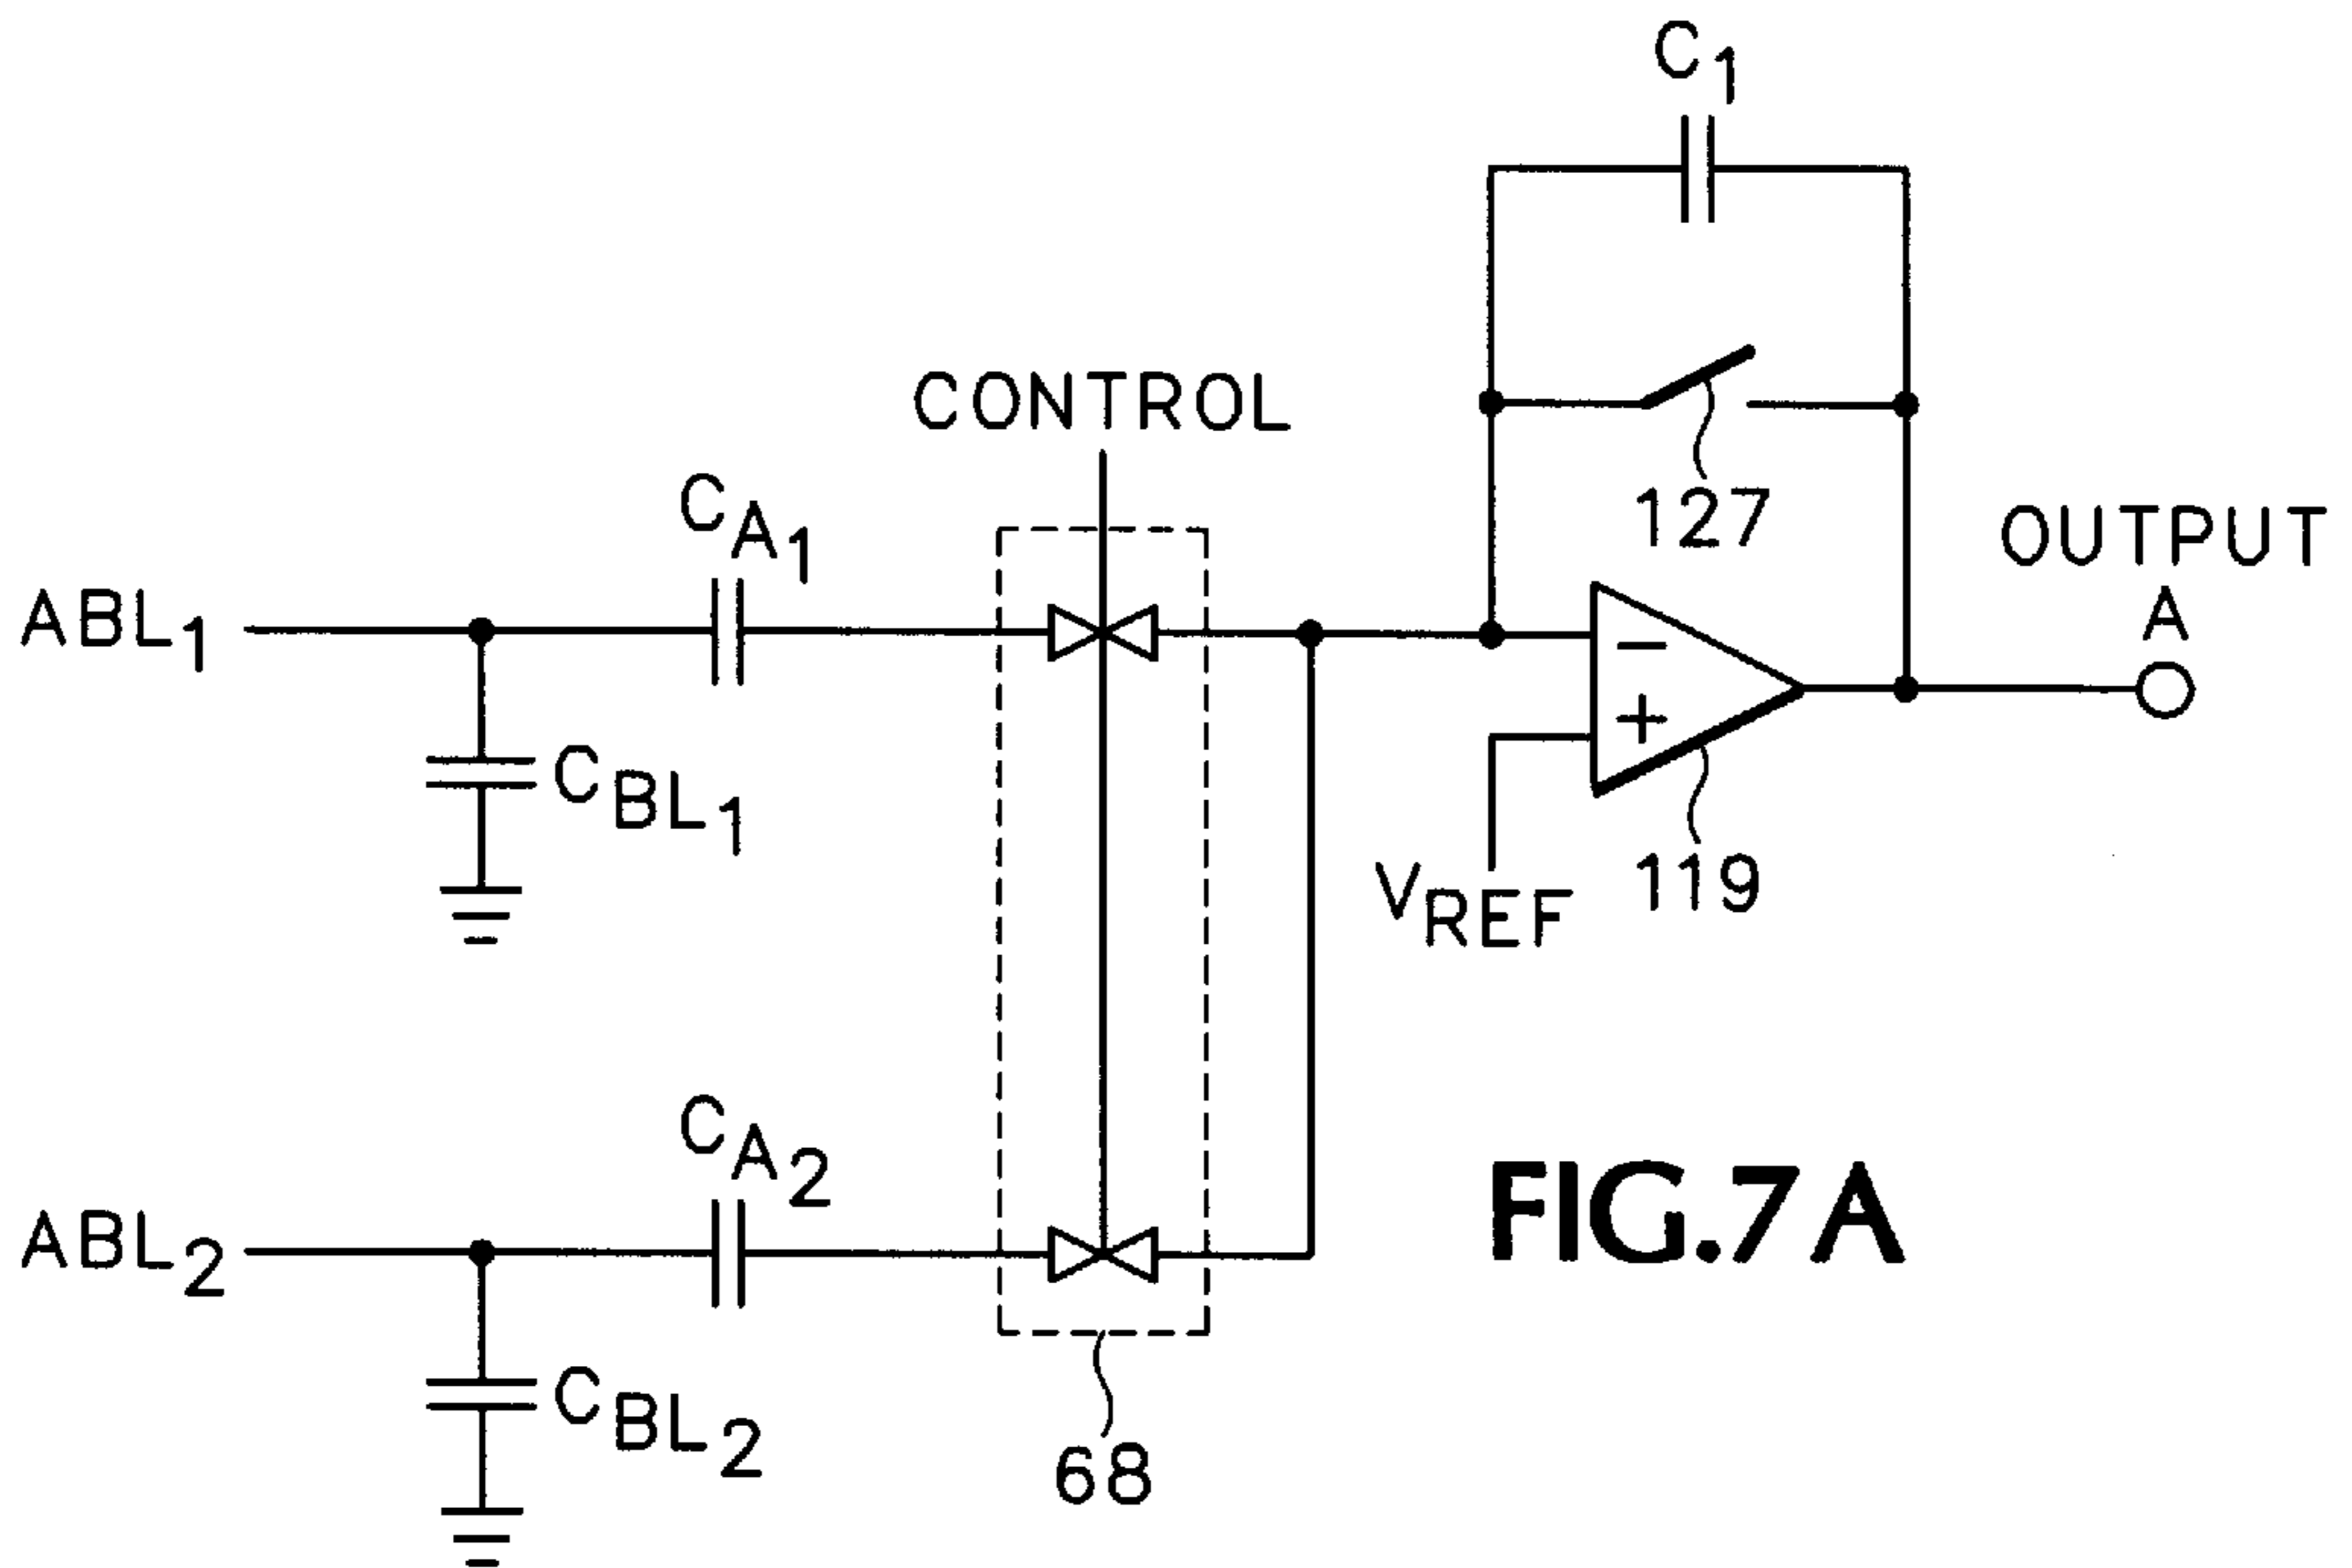 C1
CONTROL
CA1
127
OUTPUT
A
ABL1
−
+
CBL1
VREF
119
CA2
FIG.7A
ABL2
CBL2
68